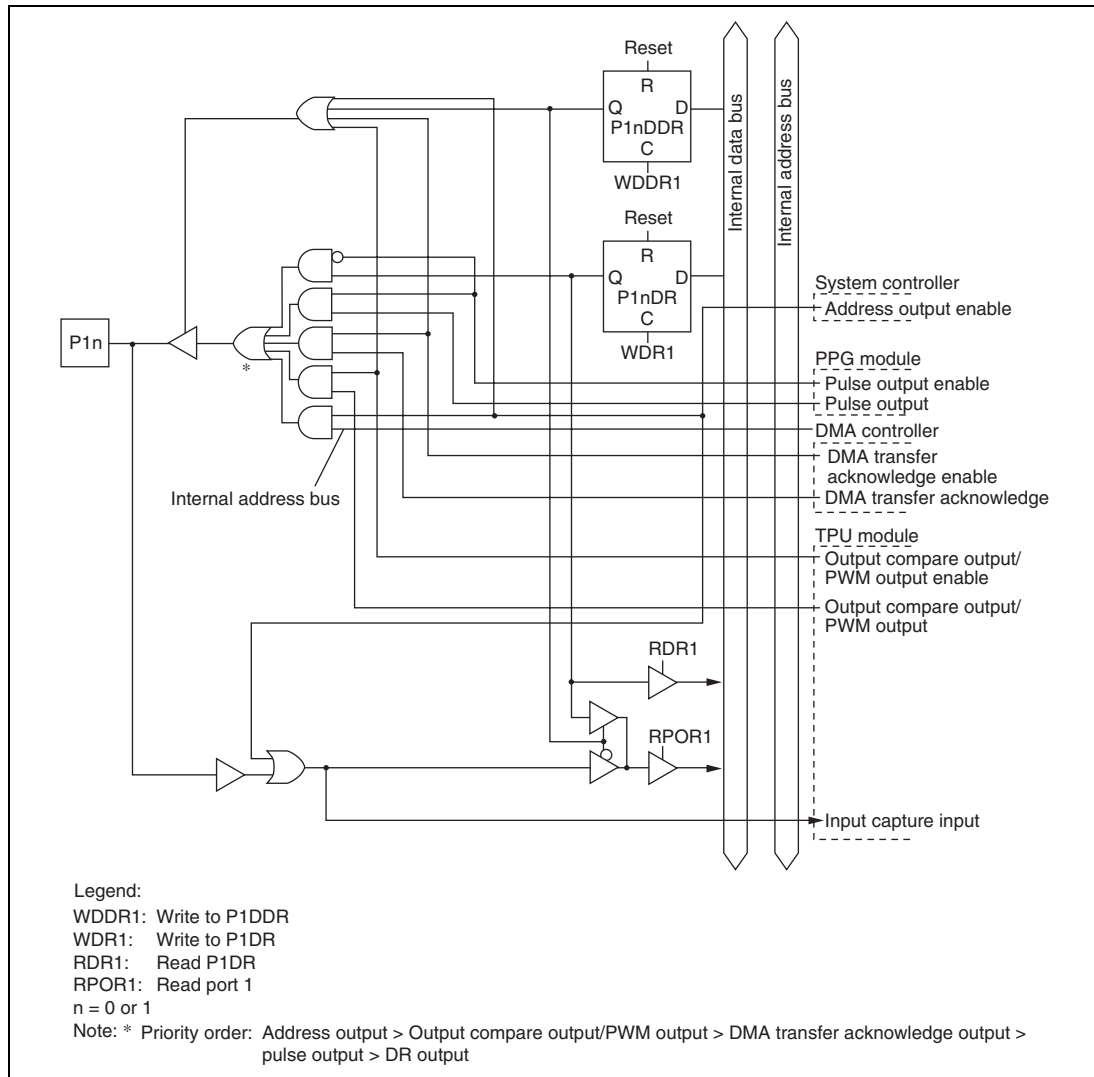 Reset
R
Q D
P1nDDR
C
WDDR1
Reset
R
Q D
P1nDR
C
WDR1
Internal data bus
Internal address bus
System controller
Address output enable
PPG module
Pulse output enable
Pulse output
DMA controller
DMA transfer
acknowledge enable
DMA transfer acknowledge
TPU module
Output compare output/
PWM output enable
Output compare output/
PWM output
P1n
*
Internal address bus
RDR1
RPOR1
Input capture input
Legend:
WDDR1: Write to P1DDR
WDR1: Write to P1DR
RDR1: Read P1DR
RPOR1: Read port 1
n = 0 or 1
Note: * Priority order: Address output > Output compare output/PWM output > DMA transfer acknowledge output >
pulse output > DR output